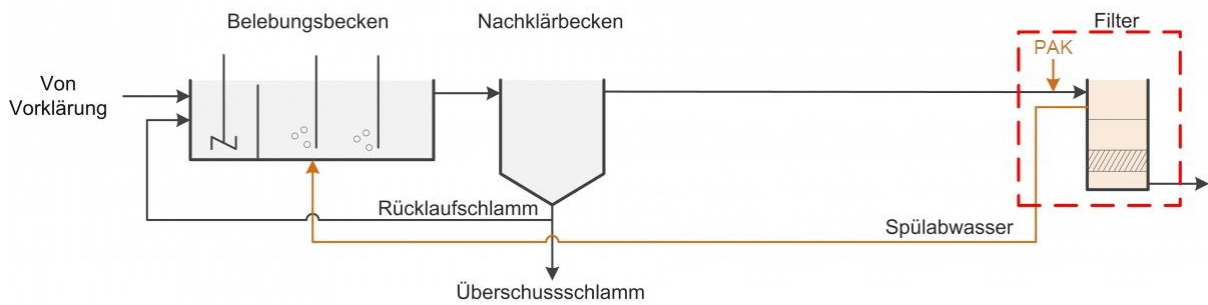 Belebungsbecken
Nachklärbecken
Filter
PAK
Von
Vorklärung
Rücklaufschlamm
Spülabwasser
Überschussschlamm